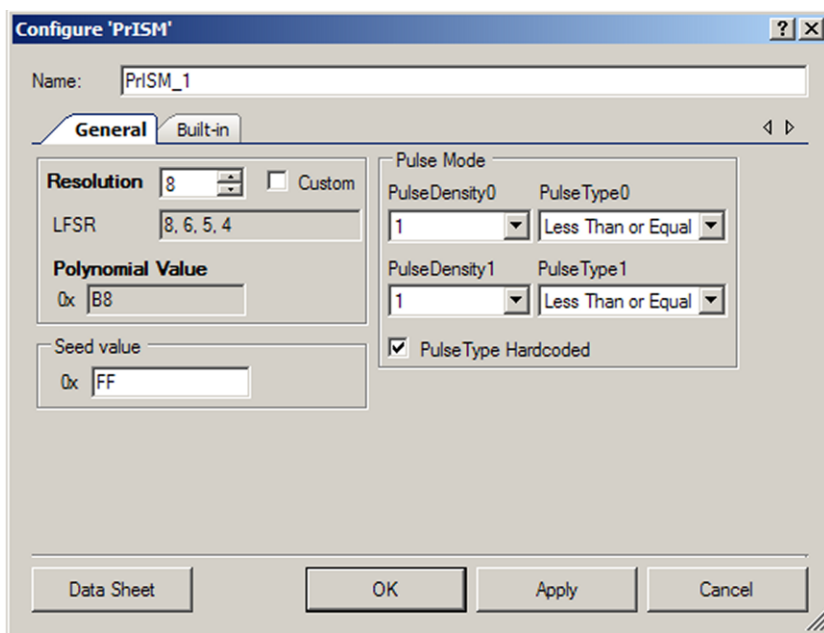 Configure 'PrISM'
Name: PrISM_1
General Built-in
Resolution 8 Custom
LFSR 8, 6, 5, 4
Polynomial Value
0x B8
Seed value
0x FF
Pulse Mode
PulseDensity0 PulseType0
1 Less Than or Equal
PulseDensity1 PulseType1
1 Less Than or Equal
PulseType Hardcoded
Data Sheet OK Apply Cancel